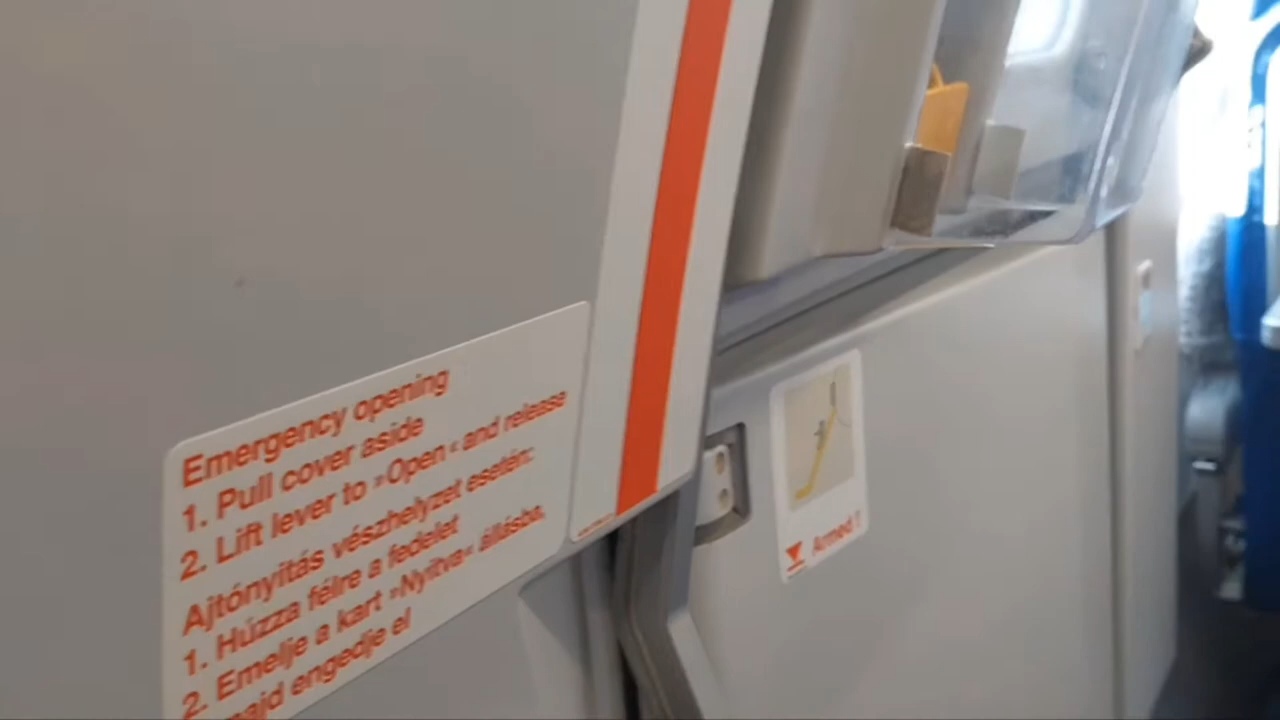 Emergency opening
1. Pull cover aside
2. Lift lever to »Open« and release
Ajtónyitás vészhelyzet esetén:
1. Húzza félre a fedelet
2. Emelje a kart »Nyitva« állásba,
majd engedje el
Armed !